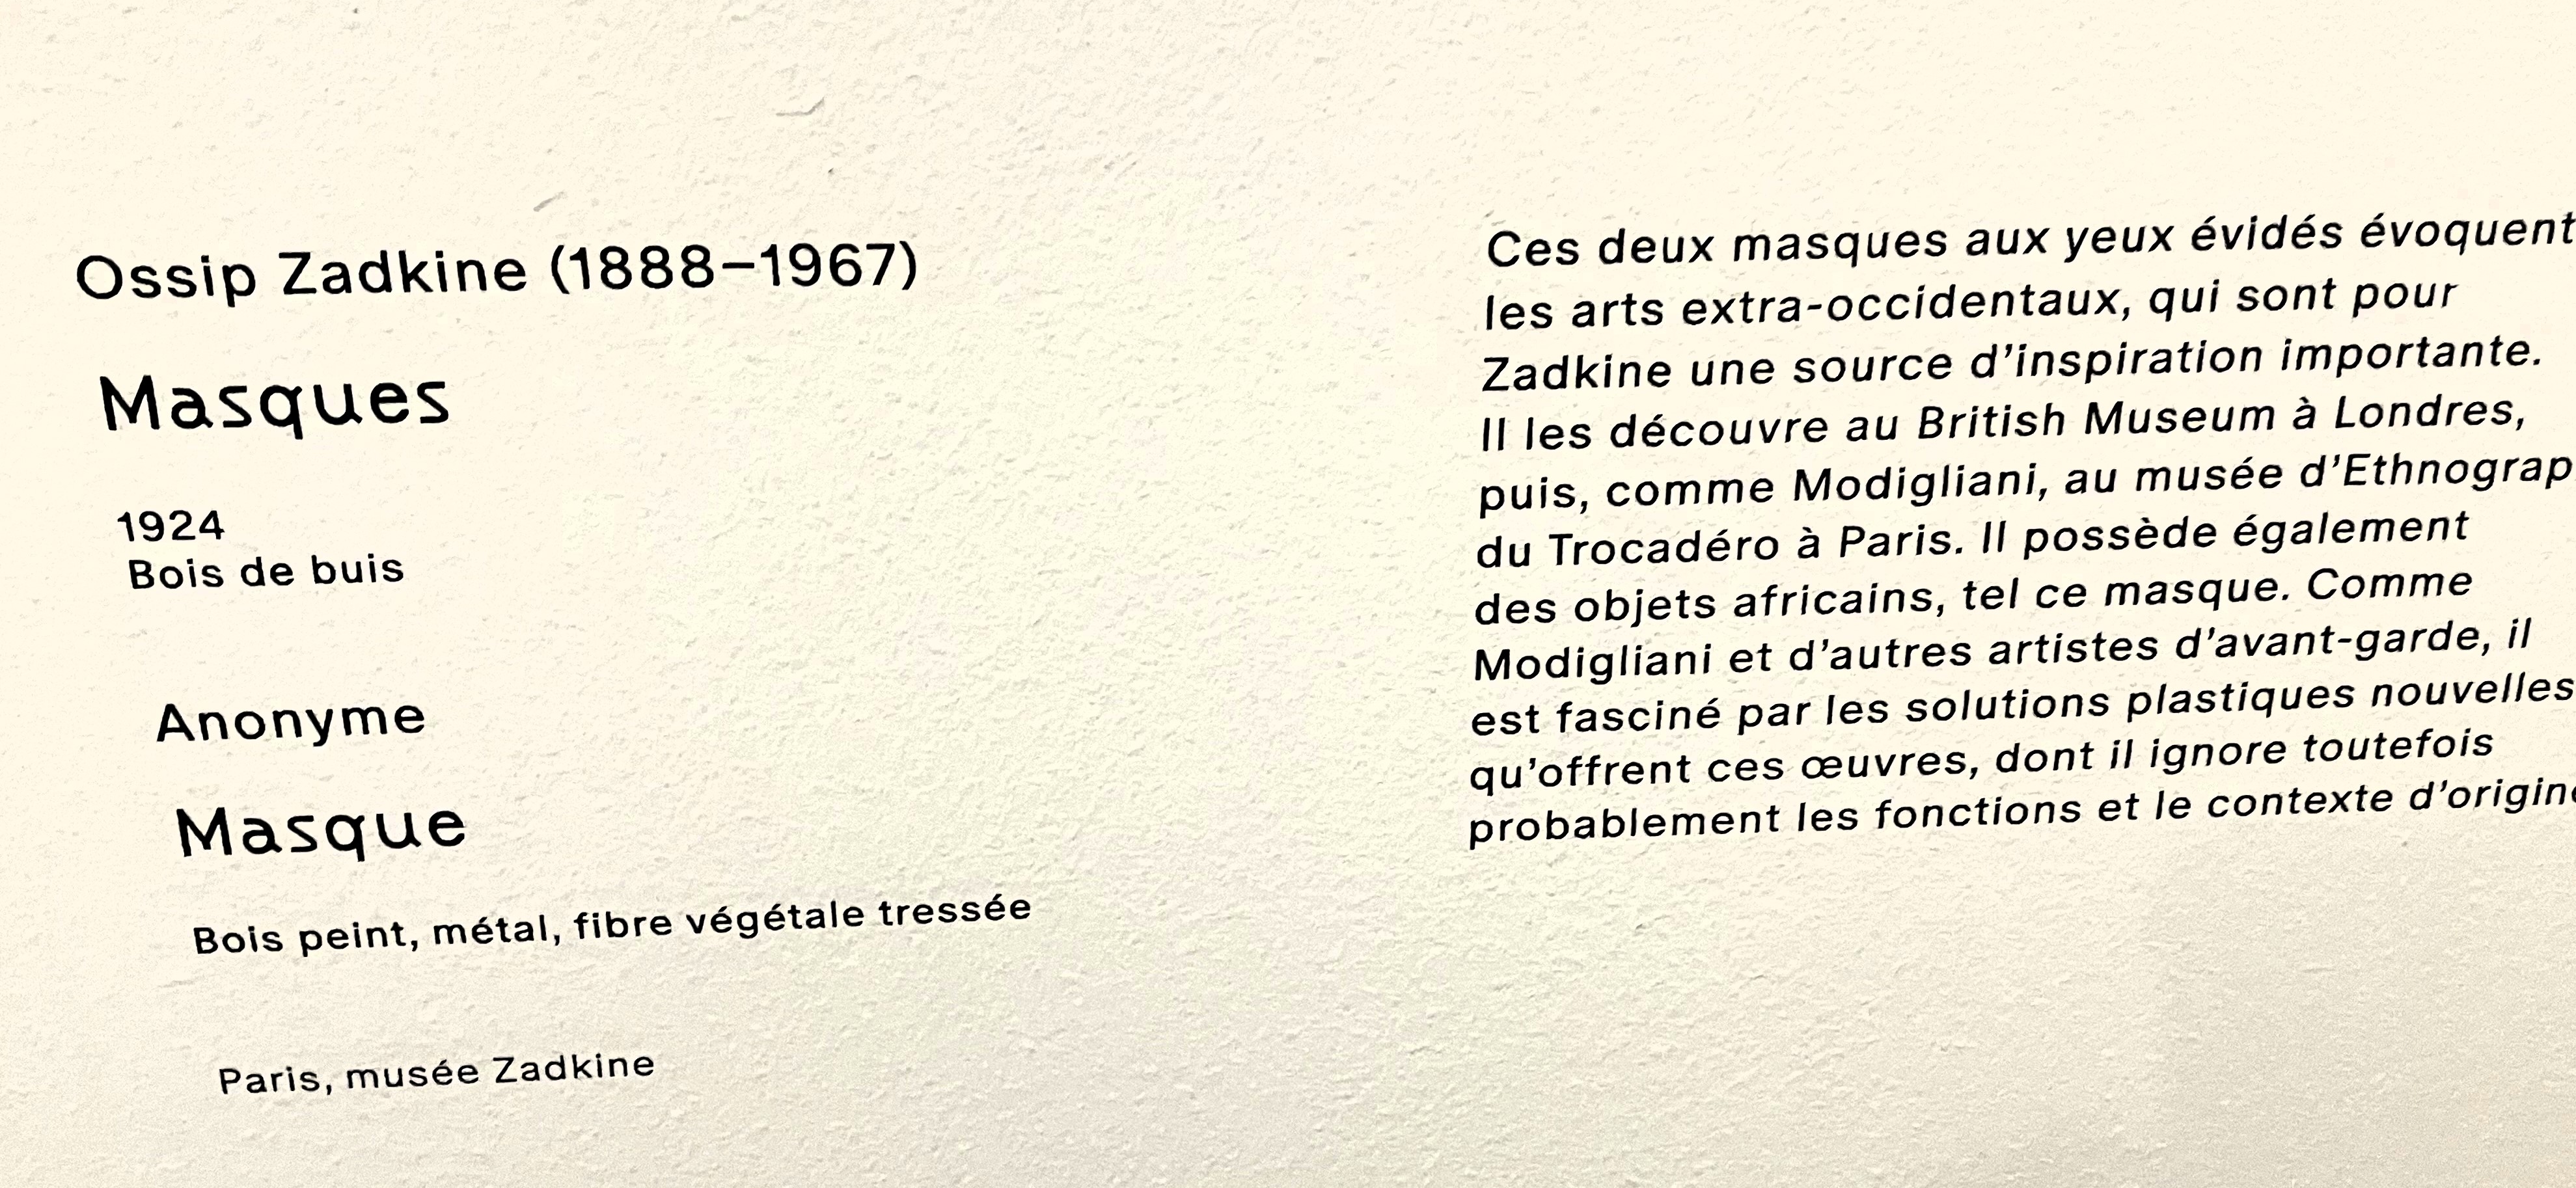 Ossip Zadkine (1888–1967)
Masques
1924
Bois de buis
Anonyme
Masque
Bois peint, métal, fibre végétale tressée
Paris, musée Zadkine
Ces deux masques aux yeux évidés évoquent
les arts extra-occidentaux, qui sont pour
Zadkine une source d’inspiration importante.
Il les découvre au British Museum à Londres,
puis, comme Modigliani, au musée d’Ethnograp
du Trocadéro à Paris. Il possède également
des objets africains, tel ce masque. Comme
Modigliani et d’autres artistes d’avant-garde, il
est fasciné par les solutions plastiques nouvelles
qu’offrent ces œuvres, dont il ignore toutefois
probablement les fonctions et le contexte d’origine